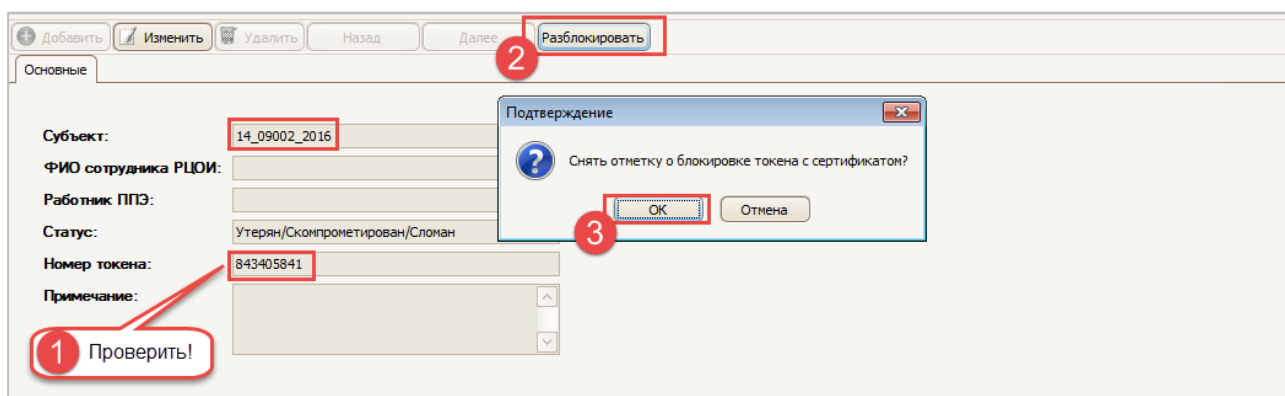 Добавить Изменить Удалить Назад Далее Разблокировать
2
Основные
Подтверждение
Субъект: 14_09002_2016
Снять отметку о блокировке токена с сертификатом?
ФИО сотрудника РЦОИ:
Работник ППЭ:
OK Отмена
3
Статус: Утерян/Скомпрометирован/Сломан
Номер токена: 843405841
Примечание:
1 Проверить!